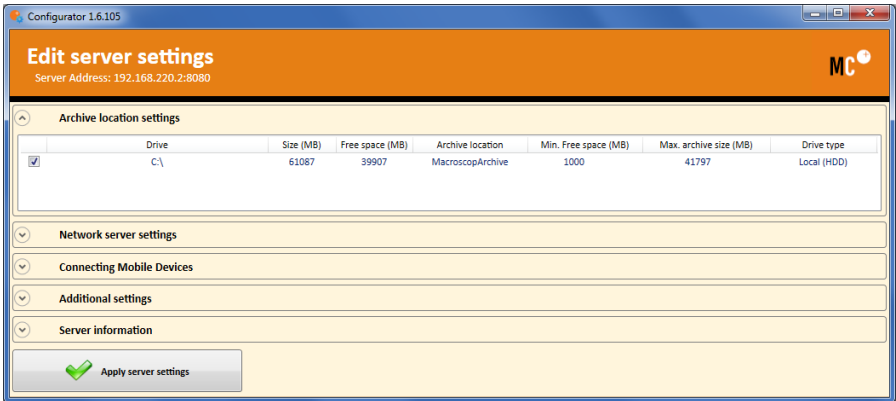 Configurator 1.6.105
Edit server settings
Server Address: 192.168.220.2:8080
MC
Archive location settings
Drive Size (MB) Free space (MB) Archive location Min. Free space (MB) Max. archive size (MB) Drive type
C:\ 61087 39907 MacroscopArchive 1000 41797 Local (HDD)
Network server settings
Connecting Mobile Devices
Additional settings
Server information
Apply server settings